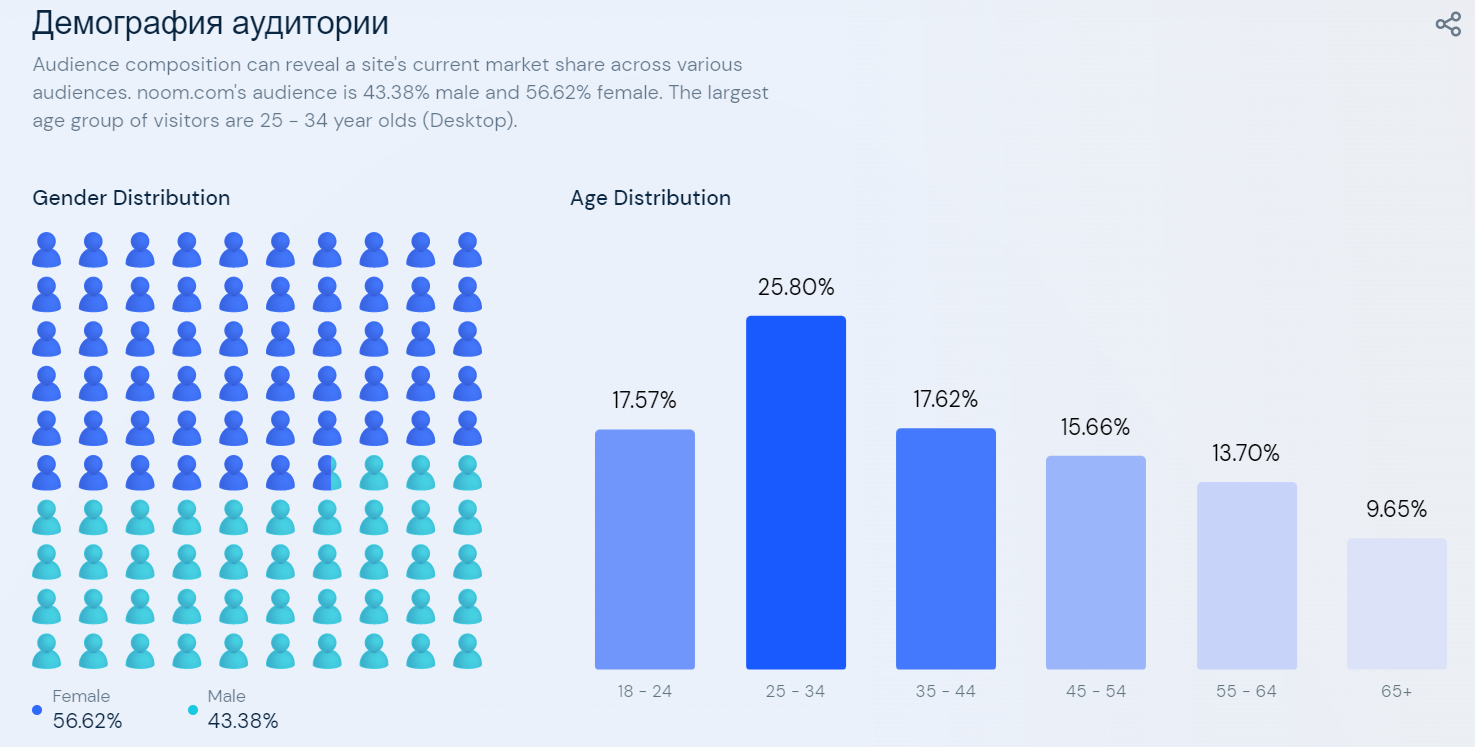 Демография аудитории
Audience composition can reveal a site's current market share across various
audiences. noom.com's audience is 43.38% male and 56.62% female. The largest
age group of visitors are 25 - 34 year olds (Desktop).
Gender Distribution
Female
56.62%
Male
43.38%
Age Distribution
17.57%
25.80%
17.62%
15.66%
13.70%
9.65%
18 - 24
25 - 34
35 - 44
45 - 54
55 - 64
65+